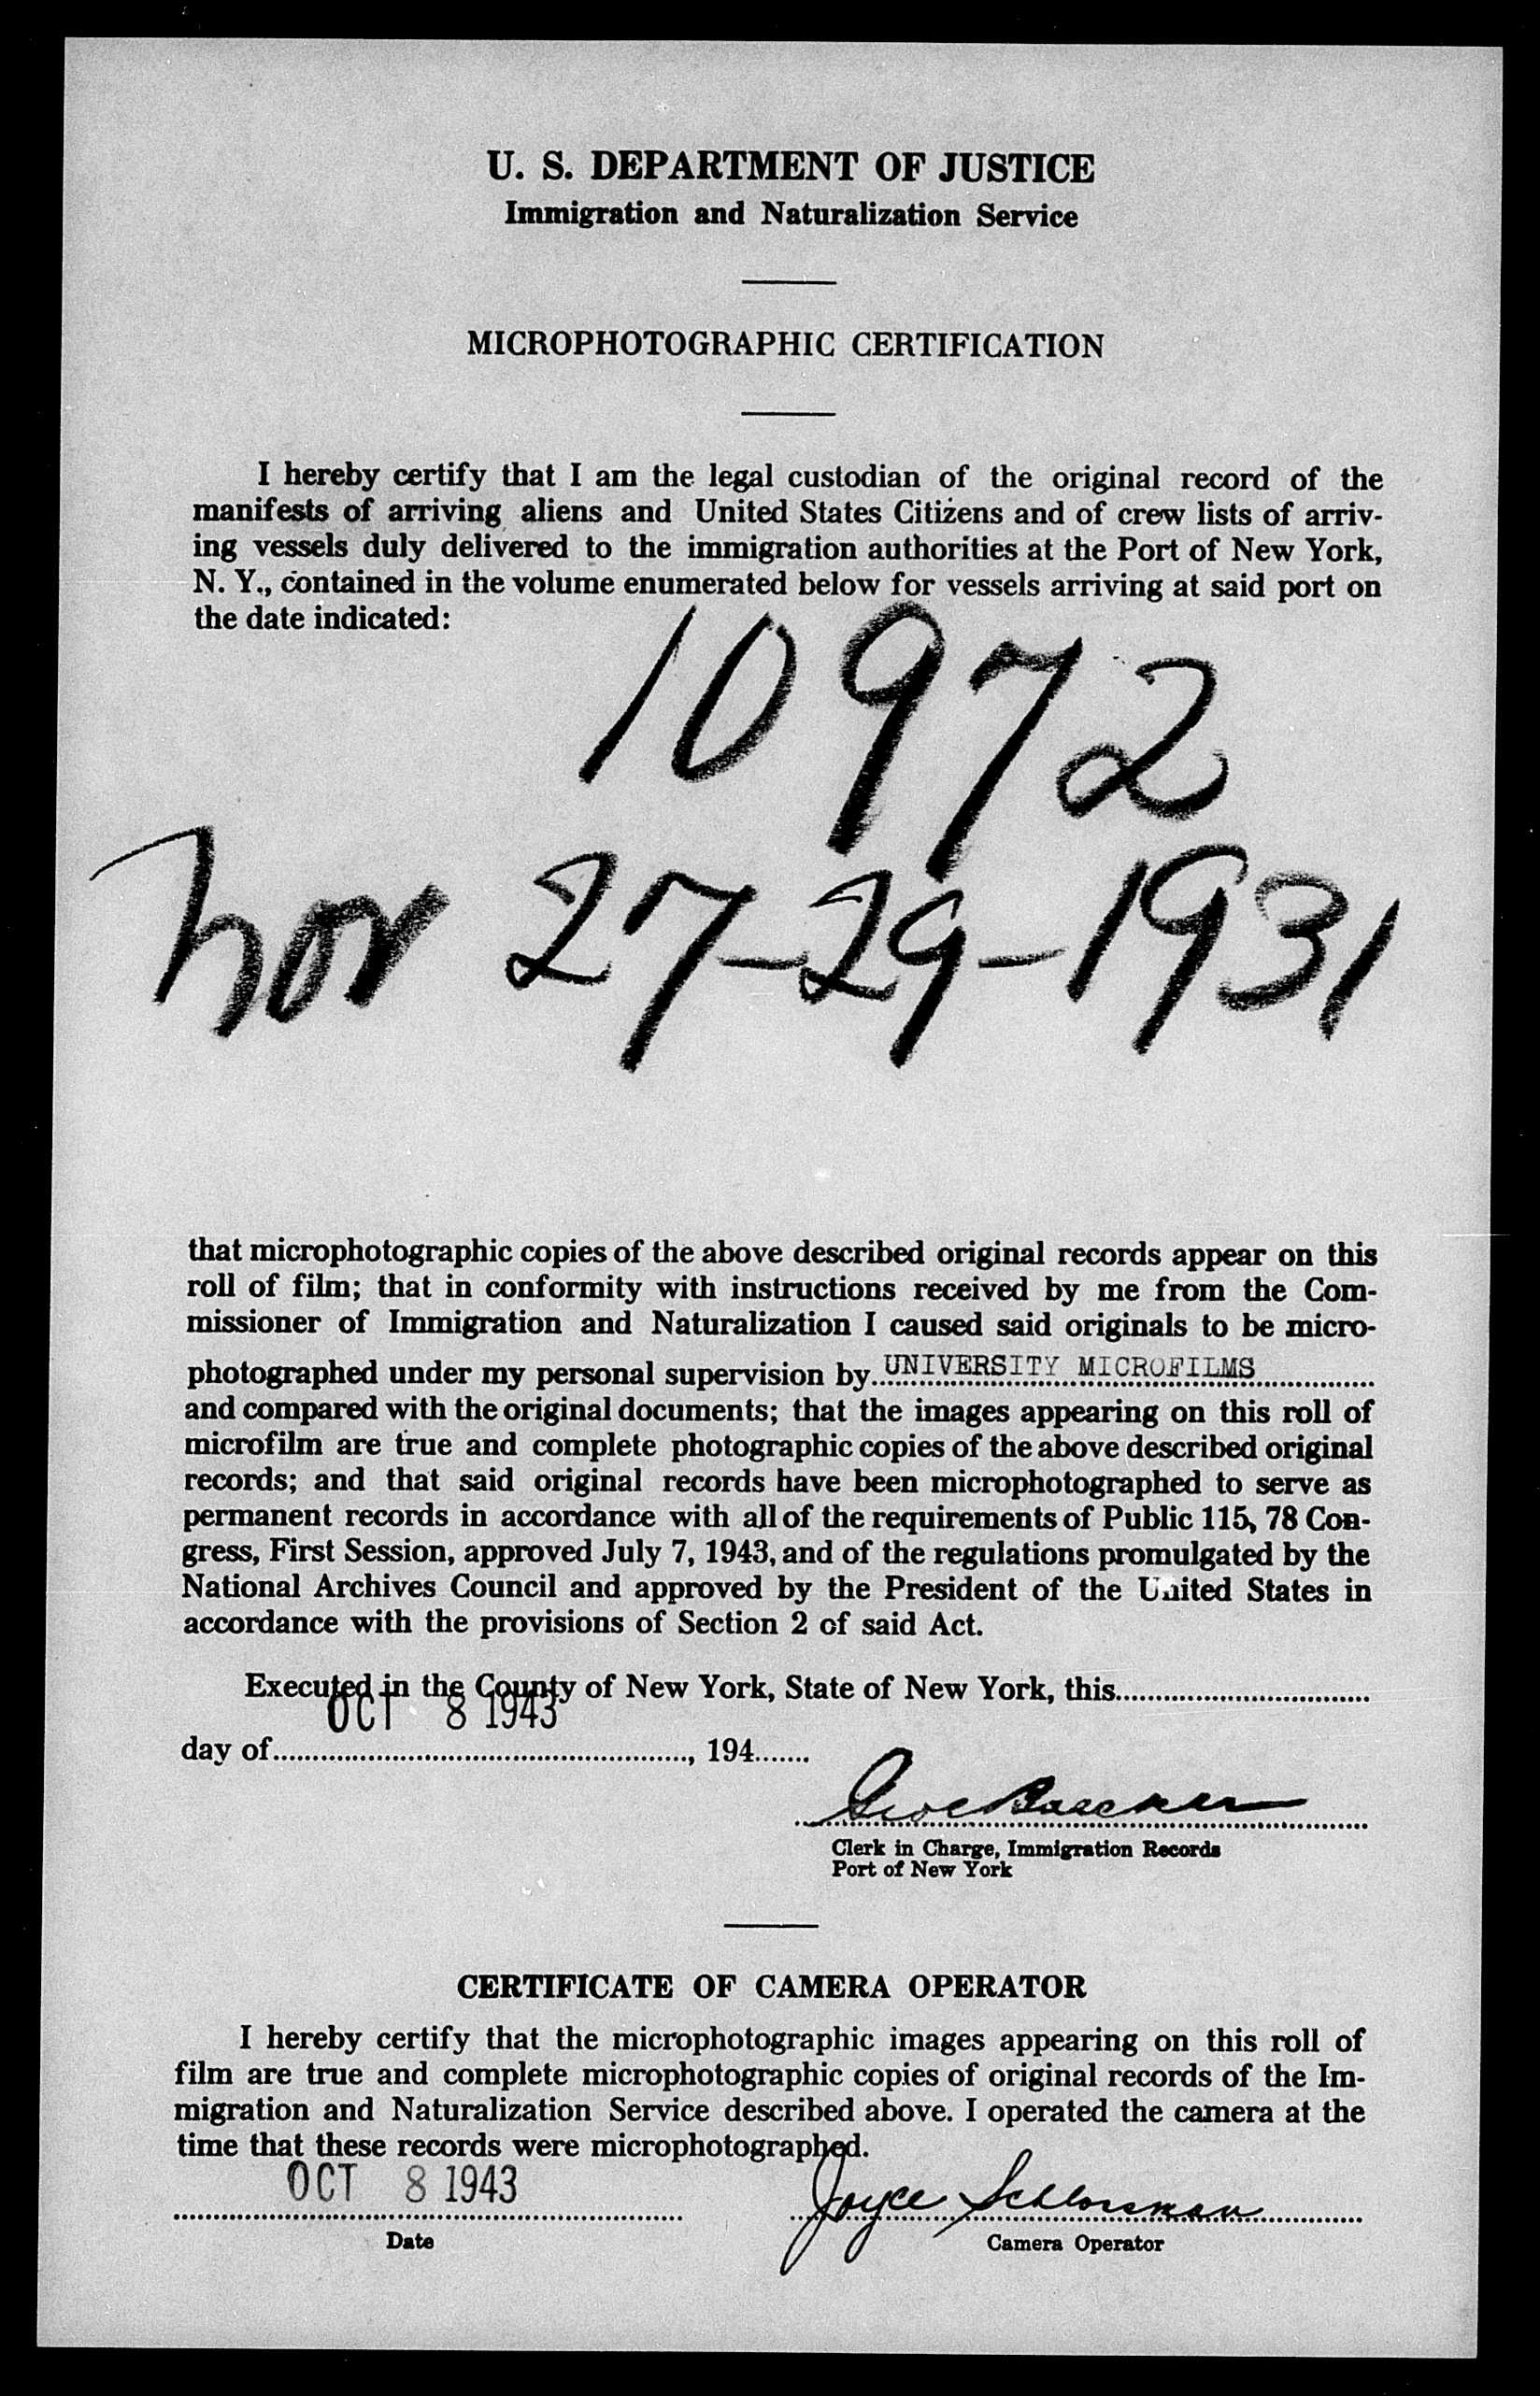 U. S. DEPARTMENT OF JUSTICE
Immigration and Naturalization Service
MICROPHOTOGRAPHIC CERTIFICATION
I hereby certify that I am the legal custodian of the original record of the
manifests of arriving aliens and United States Citizens and of crew lists of arriv-
ing vessels duly delivered to the immigration authorities at the Port of New York,
N. Y., contained in the volume enumerated below for vessels arriving at said port on
the date indicated:
10972
Nov 27-29-1931
that microphotographic copies of the above described original records appear on this
roll of film; that in conformity with instructions received by me from the Com-
missioner of Immigration and Naturalization I caused said originals to be micro-
photographed under my personal supervision by UNIVERSITY MICROFILMS
and compared with the original documents; that the images appearing on this roll of
microfilm are true and complete photographic copies of the above described original
records; and that said original records have been microphotographed to serve as
permanent records in accordance with all of the requirements of Public 115, 78 Con-
gress, First Session, approved July 7, 1943, and of the regulations promulgated by the
National Archives Council and approved by the President of the United States in
accordance with the provisions of Section 2 of said Act.
Executed in the County of New York, State of New York, this
OCT 8 1943
day of , 194
Clerk in Charge, Immigration Records
Port of New York
CERTIFICATE OF CAMERA OPERATOR
I hereby certify that the microphotographic images appearing on this roll of
film are true and complete microphotographic copies of original records of the Im-
migration and Naturalization Service described above. I operated the camera at the
time that these records were microphotographed.
OCT 8 1943
Joyce Schlossman
Date
Camera Operator